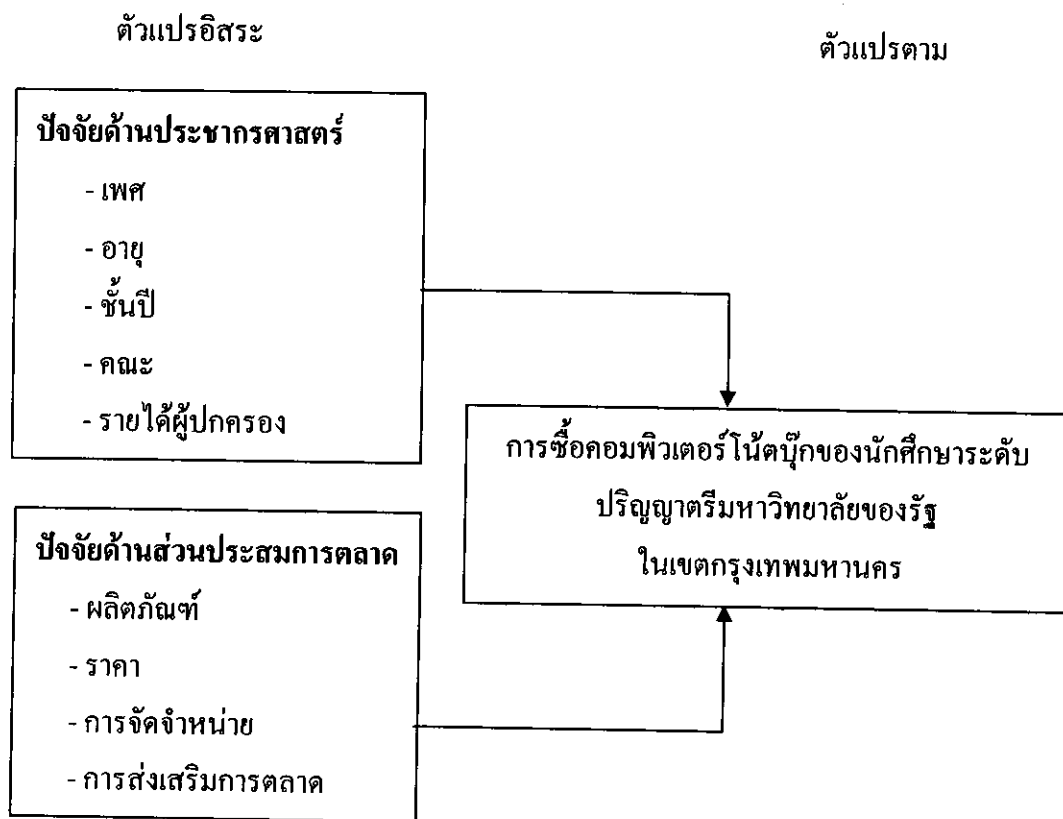 ตัวแปรอิสระ
ตัวแปรตาม
ปัจจัยด้านประชากรศาสตร์
- เพศ
- อายุ
- ชั้นปี
- คณะ
- รายได้ผู้ปกครอง
การซื้อคอมพิวเตอร์โน้ตบุ๊กของนักศึกษาระดับ
ปริญญาตรีมหาวิทยาลัยของรัฐ
ในเขตกรุงเทพมหานคร
ปัจจัยด้านส่วนประสมการตลาด
- ผลิตภัณฑ์
- ราคา
- การจัดจำหน่าย
- การส่งเสริมการตลาด